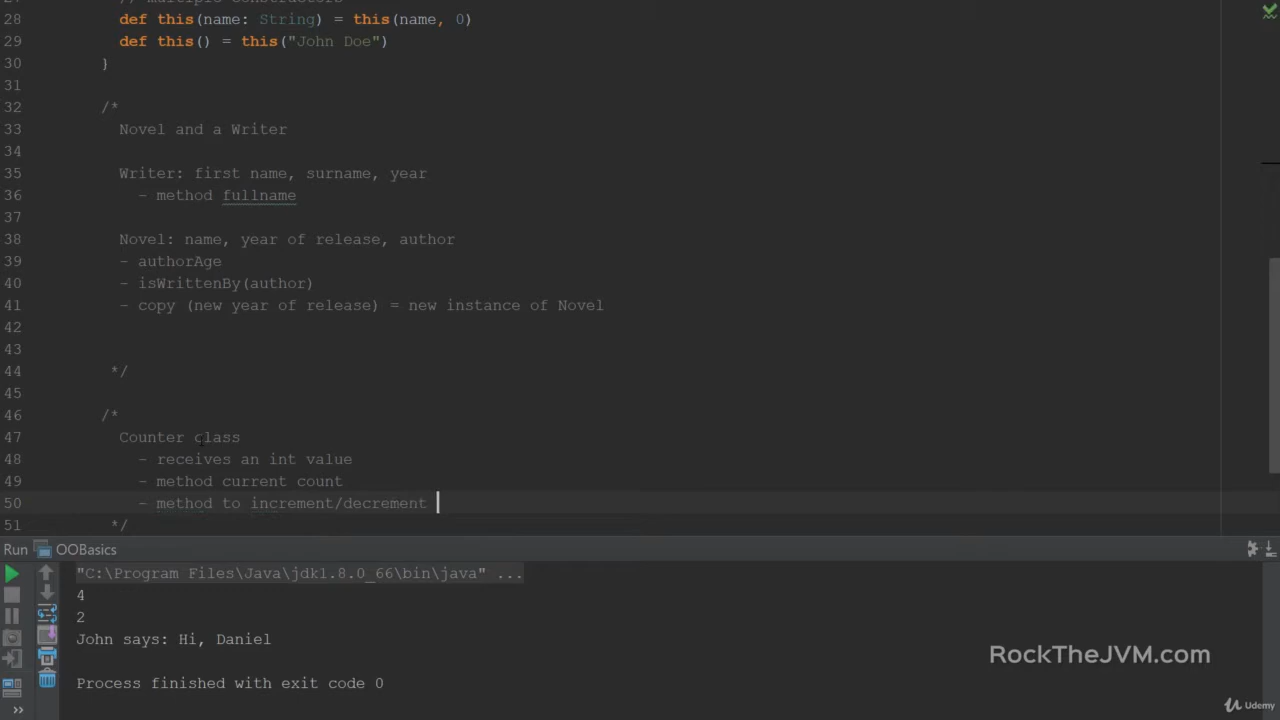 27 // multiple constructors
28 def this(name: String) = this(name, 0)
29 def this() = this("John Doe")
30 }
31
32 /*
33 Novel and a Writer
34
35 Writer: first name, surname, year
36 - method fullname
37
38 Novel: name, year of release, author
39 - authorAge
40 - isWrittenBy(author)
41 - copy (new year of release) = new instance of Novel
42
43
44 */
45
46 /*
47 Counter class
48 - receives an int value
49 - method current count
50 - method to increment/decrement
51 */
Run OOBasics
"C:\Program Files\Java\jdk1.8.0_66\bin\java" ...
4
2
John says: Hi, Daniel
Process finished with exit code 0
RockTheJVM.com
Udemy